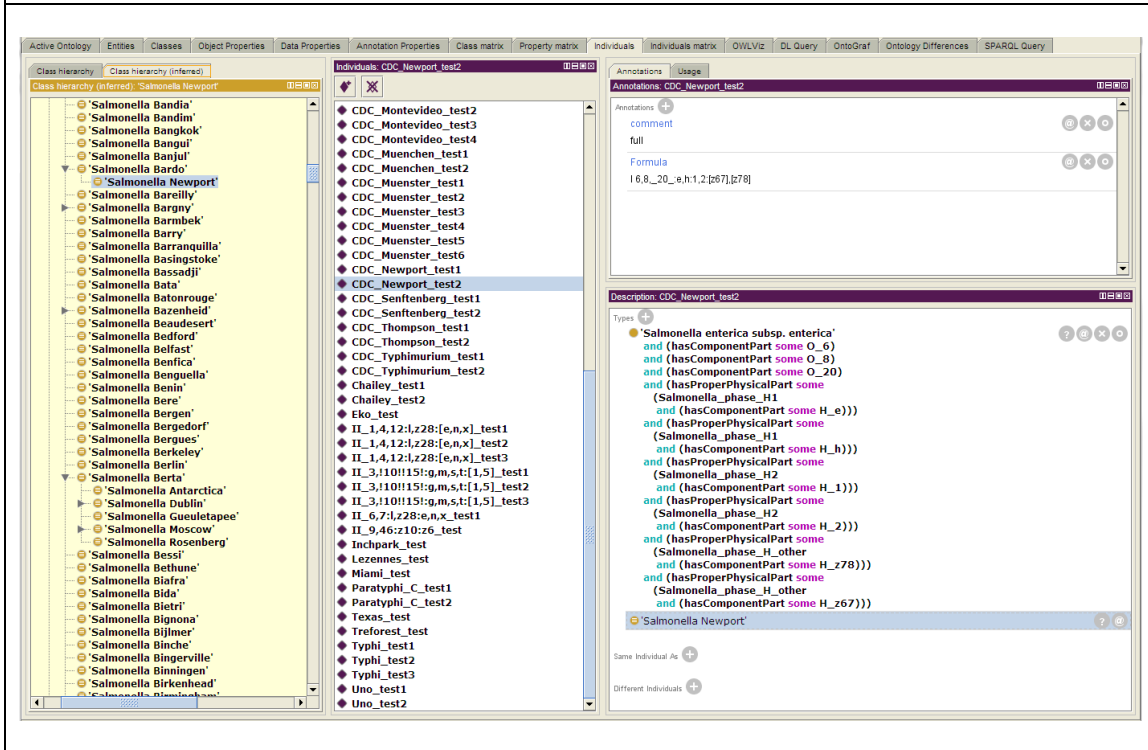 Active Ontology Entities Classes Object Properties Data Properties Annotation Properties Class matrix Property matrix Individuals Individuals matrix OWLViz DL Query OntoGraf Ontology Differences SPARQL Query
Class hierarchy Class hierarchy (inferred)
Class hierarchy (inferred): 'Salmonella Newport'
'Salmonella Bandia'
'Salmonella Bandim'
'Salmonella Bangkok'
'Salmonella Bangui'
'Salmonella Banjul'
'Salmonella Bardo'
'Salmonella Newport'
'Salmonella Bareilly'
'Salmonella Bargny'
'Salmonella Barmbek'
'Salmonella Barry'
'Salmonella Barranquilla'
'Salmonella Basingstoke'
'Salmonella Bassadji'
'Salmonella Bata'
'Salmonella Batonrouge'
'Salmonella Bazenheid'
'Salmonella Beaudesert'
'Salmonella Bedford'
'Salmonella Belfast'
'Salmonella Benfica'
'Salmonella Benguella'
'Salmonella Benin'
'Salmonella Bere'
'Salmonella Bergen'
'Salmonella Bergedorf'
'Salmonella Bergues'
'Salmonella Berkeley'
'Salmonella Berlin'
'Salmonella Berta'
'Salmonella Antarctica'
'Salmonella Dublin'
'Salmonella Gueuletapee'
'Salmonella Moscow'
'Salmonella Rosenberg'
'Salmonella Bessi'
'Salmonella Bethune'
'Salmonella Biafra'
'Salmonella Bida'
'Salmonella Bietri'
'Salmonella Bignona'
'Salmonella Bijlmer'
'Salmonella Binche'
'Salmonella Bingerville'
'Salmonella Binningen'
'Salmonella Birkenhead'
'Salmonella Birmingham'
Individuals: CDC_Newport_test2
CDC_Montevideo_test2
CDC_Montevideo_test3
CDC_Montevideo_test4
CDC_Muenchen_test1
CDC_Muenchen_test2
CDC_Muenster_test1
CDC_Muenster_test2
CDC_Muenster_test3
CDC_Muenster_test4
CDC_Muenster_test5
CDC_Muenster_test6
CDC_Newport_test1
CDC_Newport_test2
CDC_Senftenberg_test1
CDC_Senftenberg_test2
CDC_Thompson_test1
CDC_Thompson_test2
CDC_Typhimurium_test1
CDC_Typhimurium_test2
Chailey_test1
Chailey_test2
Eko_test
II_1,4,12:l,z28:[e,n,x]_test1
II_1,4,12:l,z28:[e,n,x]_test2
II_1,4,12:l,z28:[e,n,x]_test3
II_3,!10!!15!:g,m,s,t:[1,5]_test1
II_3,!10!!15!:g,m,s,t:[1,5]_test2
II_3,!10!!15!:g,m,s,t:[1,5]_test3
II_6,7:l,z28:e,n,x_test1
II_9,46:z10:z6_test
Inchpark_test
Lezennes_test
Miami_test
Paratyphi_C_test1
Paratyphi_C_test2
Texas_test
Treforest_test
Typhi_test1
Typhi_test2
Typhi_test3
Uno_test1
Uno_test2
Annotations Usage
Annotations: CDC_Newport_test2
Annotations
comment
full
Formula
I 6,8,_20_:e,h:1,2:[z67],[z78]
Description: CDC_Newport_test2
Types
'Salmonella enterica subsp. enterica'
and (hasComponentPart some O_6)
and (hasComponentPart some O_8)
and (hasComponentPart some O_20)
and (hasProperPhysicalPart some
(Salmonella_phase_H1
and (hasComponentPart some H_e)))
and (hasProperPhysicalPart some
(Salmonella_phase_H1
and (hasComponentPart some H_h)))
and (hasProperPhysicalPart some
(Salmonella_phase_H2
and (hasComponentPart some H_1)))
and (hasProperPhysicalPart some
(Salmonella_phase_H2
and (hasComponentPart some H_2)))
and (hasProperPhysicalPart some
(Salmonella_phase_H_other
and (hasComponentPart some H_z78)))
and (hasProperPhysicalPart some
(Salmonella_phase_H_other
and (hasComponentPart some H_z67)))
'Salmonella Newport'
Same Individual As
Different Individuals